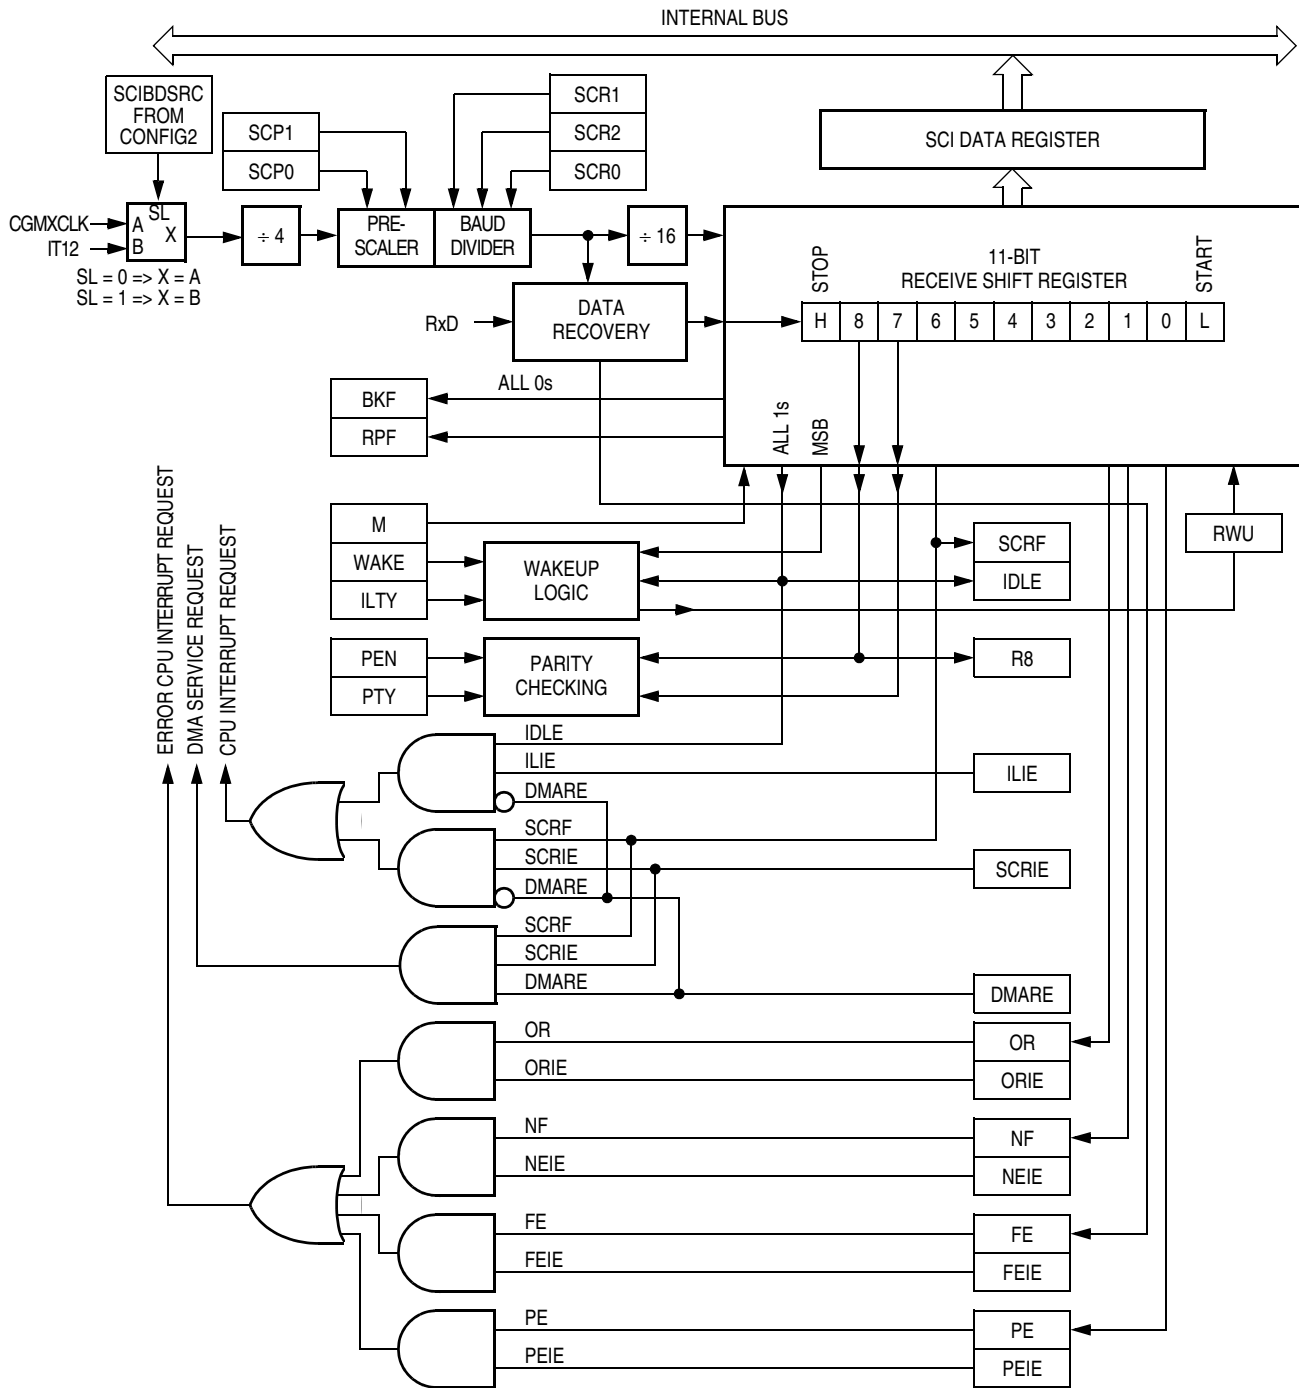 INTERNAL BUS
SCIBDSRC
FROM
CONFIG2
SCP1
SCP0
SCR1
SCR2
SCR0
SCI DATA REGISTER
CGMXCLK
IT12
SL
A
X
B
SL = 0 => X = A
SL = 1 => X = B
÷ 4
PRE-
SCALER
BAUD
DIVIDER
÷ 16
STOP
11-BIT
RECEIVE SHIFT REGISTER
START
H 8 7 6 5 4 3 2 1 0 L
RxD
DATA
RECOVERY
ALL 0s
BKF
RPF
ALL 1s
MSB
M
WAKE
ILTY
WAKEUP
LOGIC
SCRF
IDLE
RWU
PEN
PTY
PARITY
CHECKING
R8
ERROR CPU INTERRUPT REQUEST
DMA SERVICE REQUEST
CPU INTERRUPT REQUEST
IDLE
ILIE
DMARE
ILIE
SCRF
SCRIE
DMARE
SCRIE
SCRF
SCRIE
DMARE
DMARE
OR
ORIE
OR
ORIE
NF
NEIE
NF
NEIE
FE
FEIE
FE
FEIE
PE
PEIE
PE
PEIE